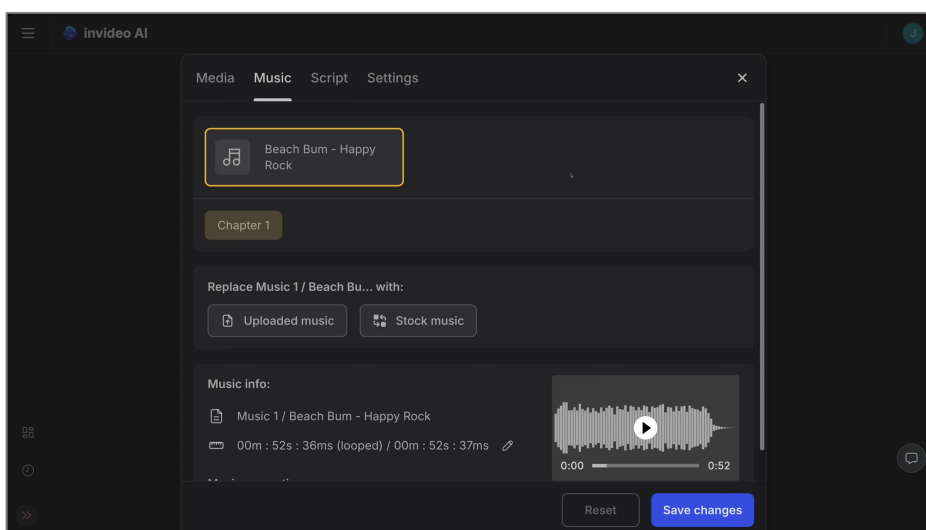 invideo AI
J
Media Music Script Settings
Beach Bum - Happy
Rock
Chapter 1
Replace Music 1 / Beach Bu... with:
Uploaded music Stock music
Music info:
Music 1 / Beach Bum - Happy Rock
00m : 52s : 36ms (looped) / 00m : 52s : 37ms
0:00 0:52
Reset Save changes